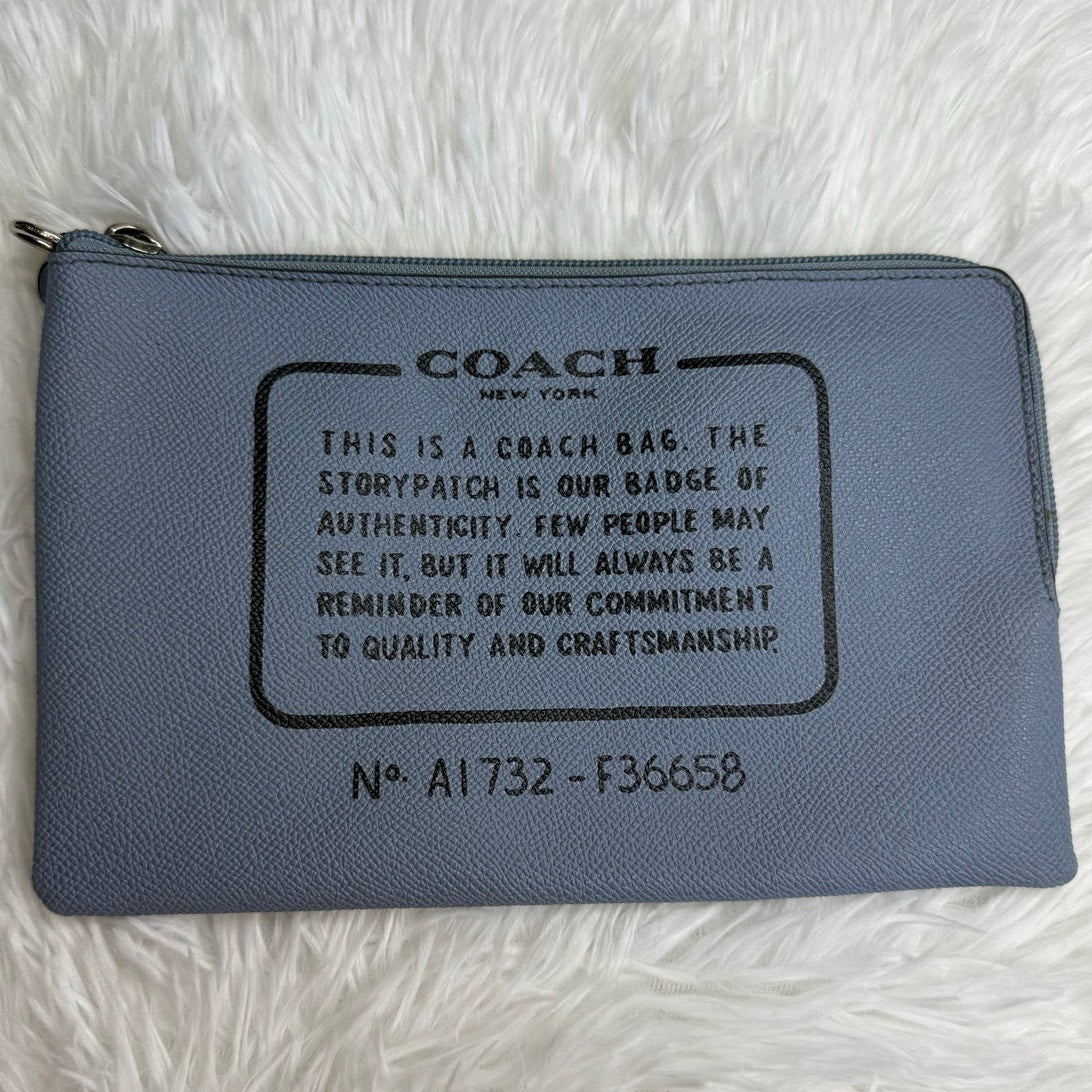 COACH
NEW YORK
THIS IS A COACH BAG. THE
STORYPATCH IS OUR BADGE OF
AUTHENTICITY. FEW PEOPLE MAY
SEE IT, BUT IT WILL ALWAYS BE A
REMINDER OF OUR COMMITMENT
TO QUALITY AND CRAFTSMANSHIP.
Nº. A1732 - F36658